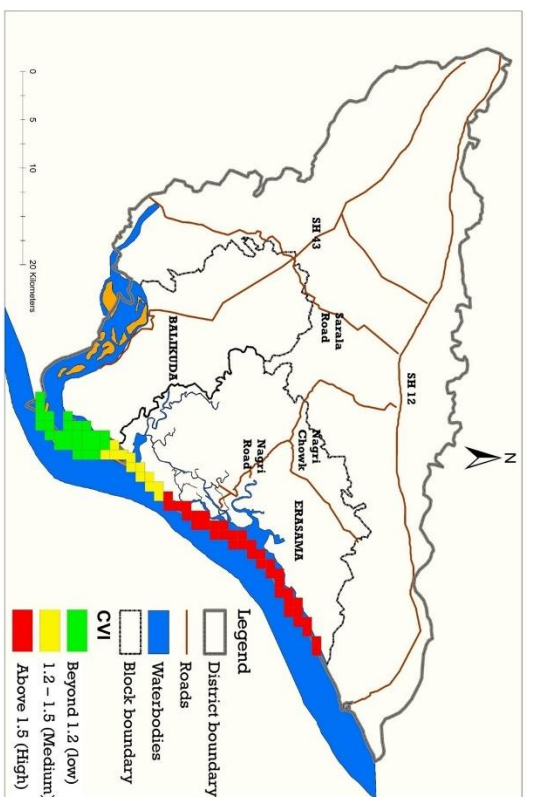 N
SH 12
SH 43
Sarala
Road
Nagri
Chowk
Nagri
Road
ERASAMA
BALIKUDA
0 5 10 20 Kilometers
Legend
District boundary
Roads
Waterbodies
Block boundary
CVI
Beyond 1.2 (low)
1.2 – 1.5 (Medium)
Above 1.5 (High)